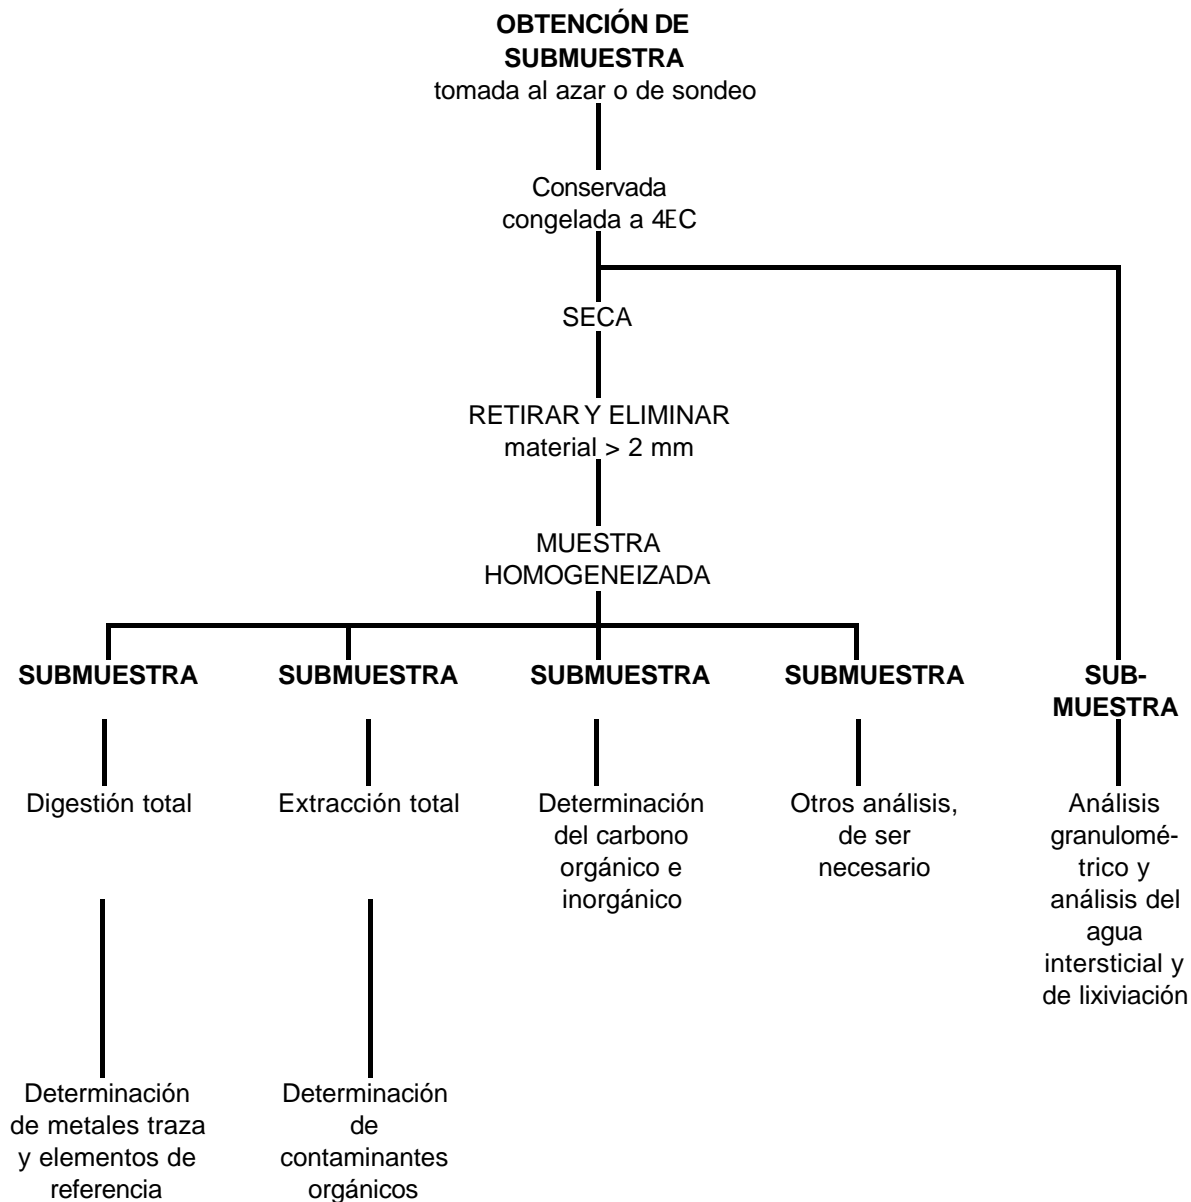 OBTENCIÓN DE
SUBMUESTRA
tomada al azar o de sondeo
Conservada
congelada a 4EC
SECA
RETIRAR Y ELIMINAR
material > 2 mm
MUESTRA
HOMOGENEIZADA
SUBMUESTRA
Digestión total
Determinación
de metales traza
y elementos de
referencia
SUBMUESTRA
Extracción total
Determinación
de
contaminantes
orgánicos
SUBMUESTRA
Determinación
del carbono
orgánico e
inorgánico
SUBMUESTRA
Otros análisis,
de ser
necesario
SUB-
MUESTRA
Análisis
granulomé-
trico y
análisis del
agua
intersticial y
de lixiviación